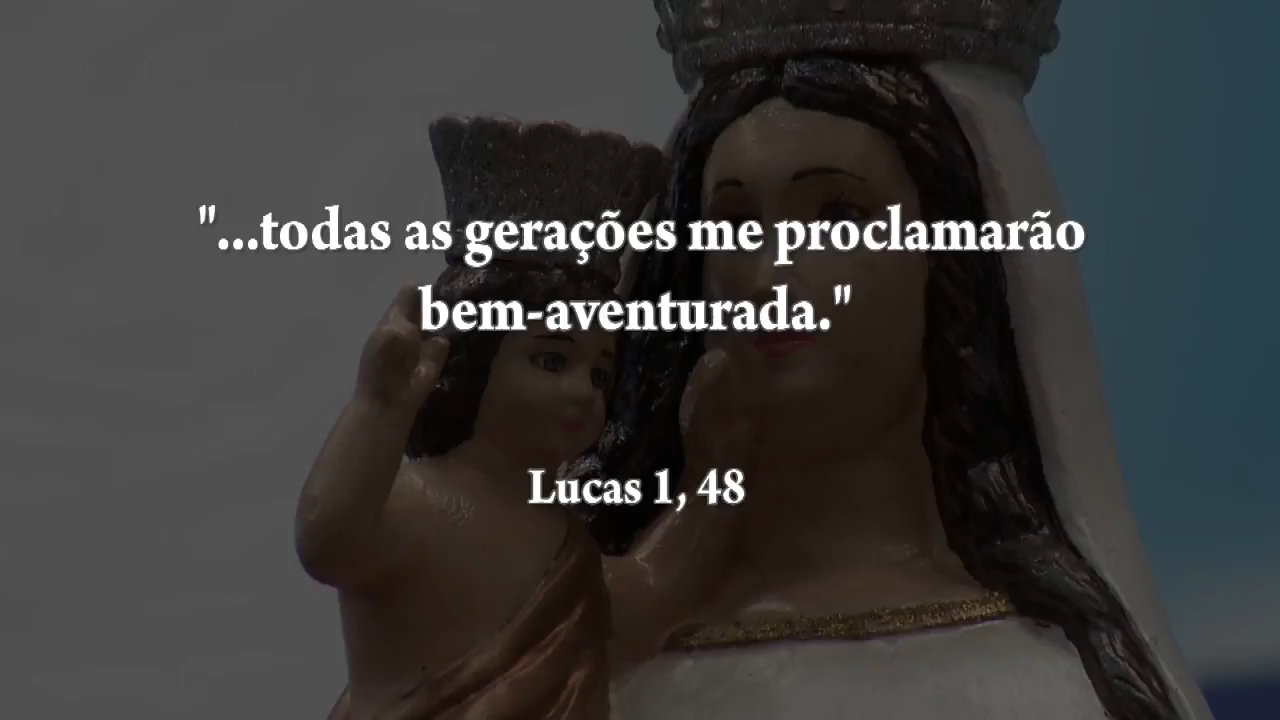 "...todas as gerações me proclamarão
bem-aventurada."
Lucas 1, 48